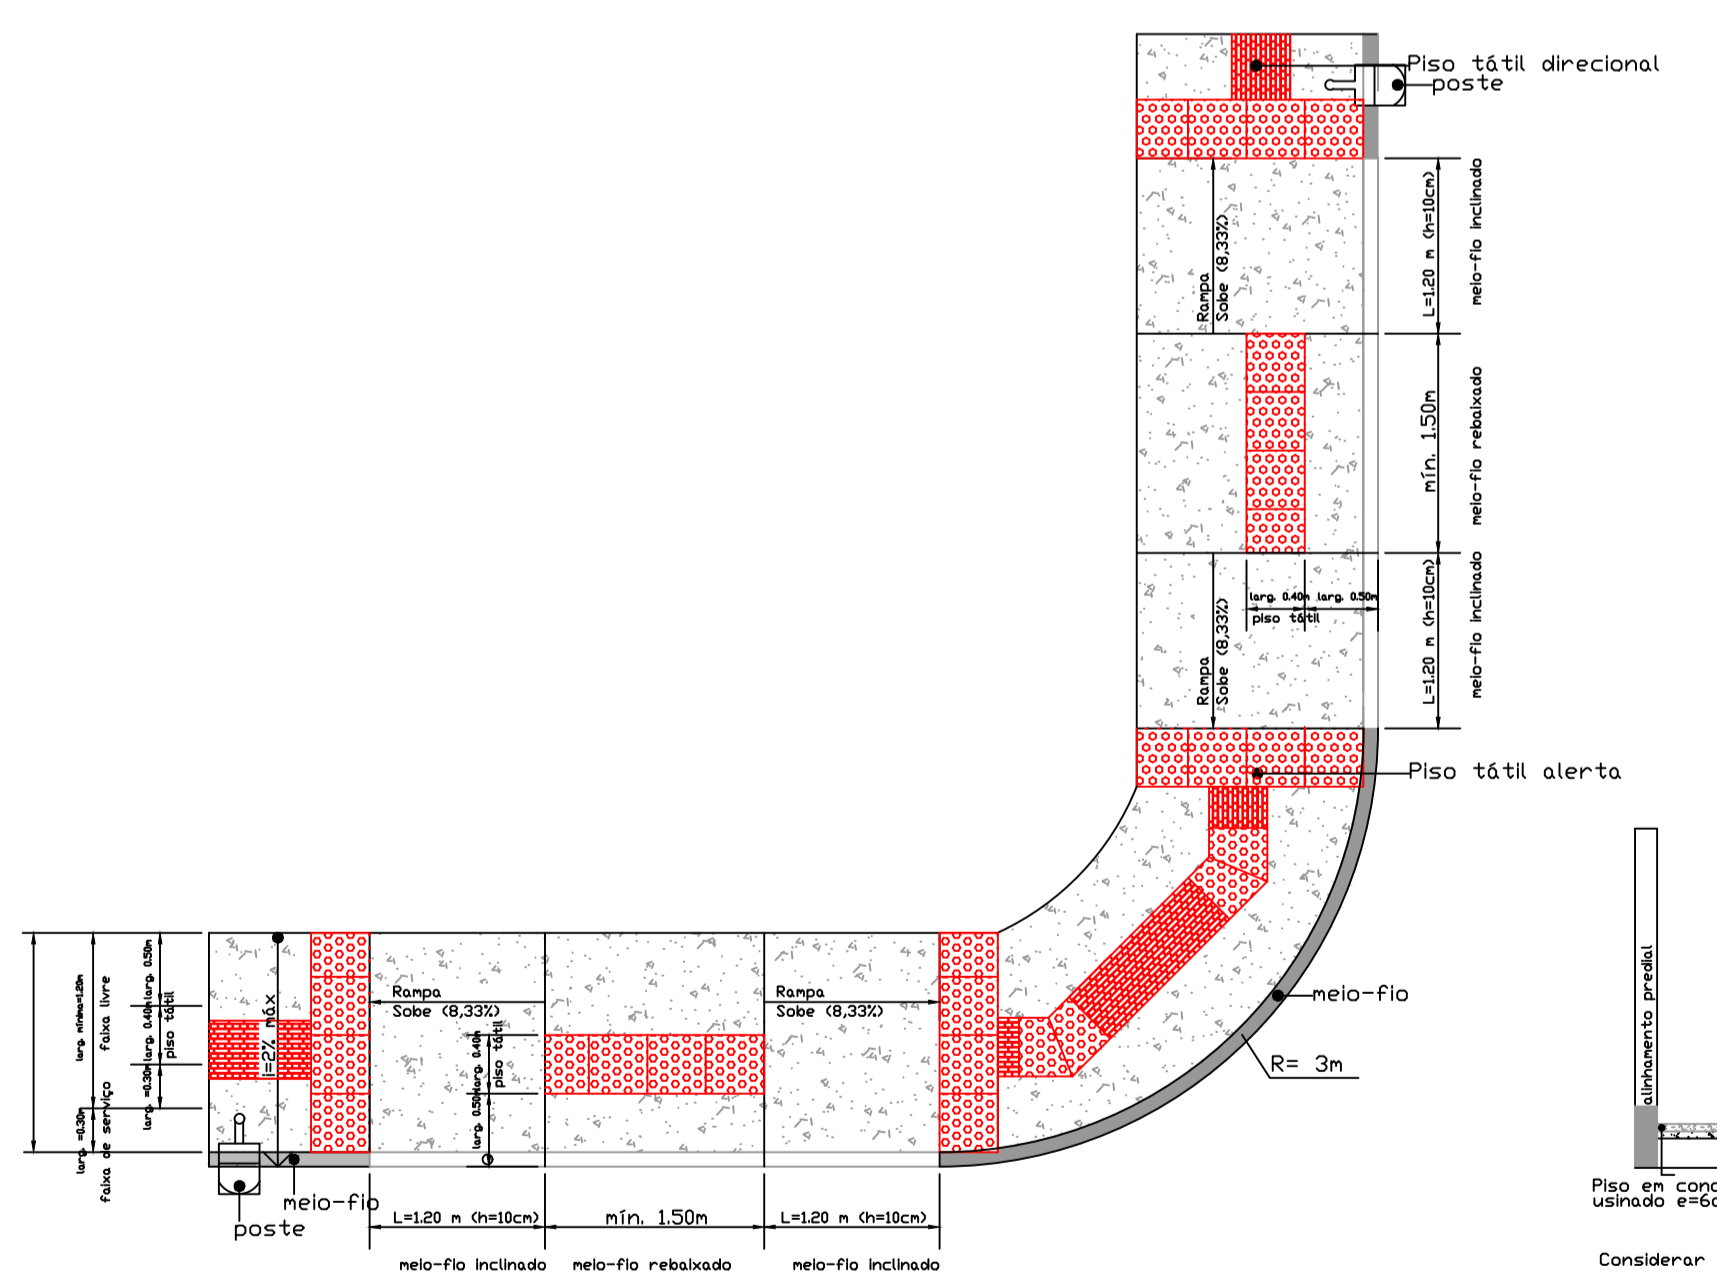 Piso tátil direcional
poste
L=1.20 m (h=10cm)
meio-fio inclinado
Rampa
Sobe (8,33%)
mín. 1.50m
meio-fio rebaixado
L=1.20 m (h=10cm)
meio-fio inclinado
larg. 0.40m
larg. 0.50m
piso tátil
Rampa
Sobe (8,33%)
Piso tátil alerta
meio-fio
R= 3m
alinhamento predial
Piso em conc
usinado e=6c
Considerar
larg. mínima=1.20m
faixa livre
larg. =0.30m
faixa de serviço
larg. 0.50m
larg. 0.40m
piso tátil
larg. =0.30m
i=2% máx
Rampa
Sobe (8,33%)
larg. 0.40m
piso tátil
larg. 0.50m
Rampa
Sobe (8,33%)
meio-fio
poste
L=1.20 m (h=10cm)
mín. 1.50m
L=1.20 m (h=10cm)
meio-fio inclinado
meio-fio rebaixado
meio-fio inclinado